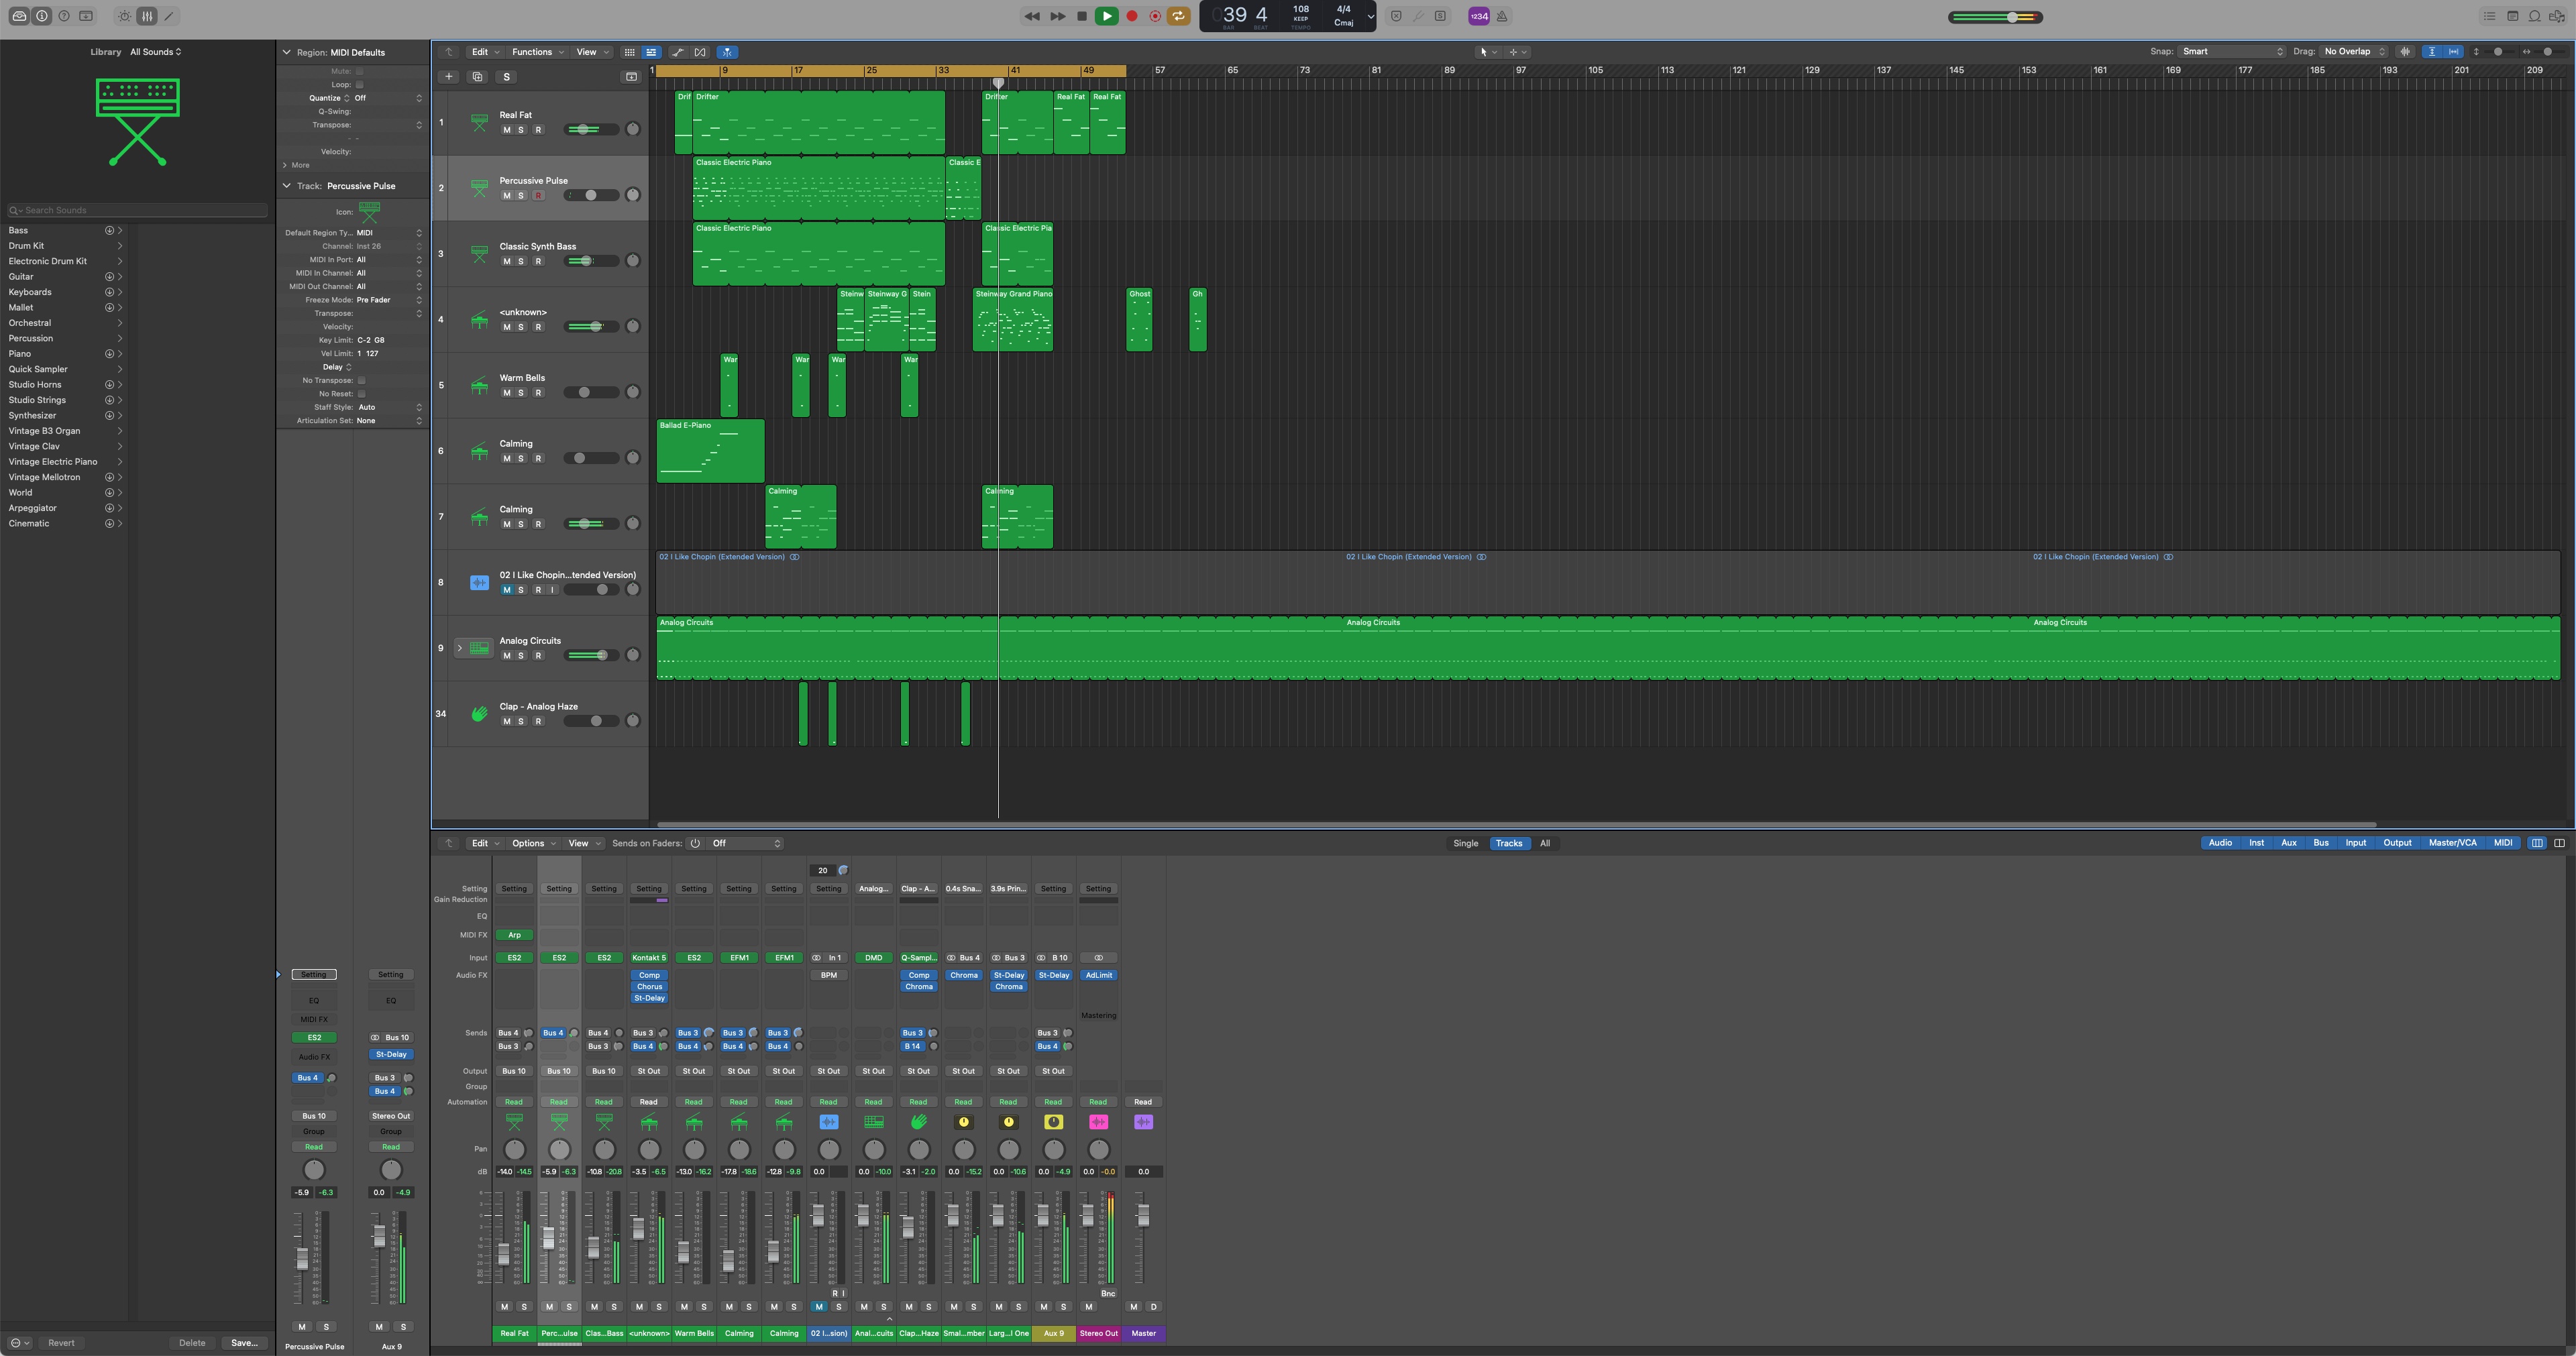 039 4 108 4/4
BAR BEAT KEEP Cmaj
TEMPO
1234
Library All Sounds
Search Sounds
Bass
Drum Kit
Electronic Drum Kit
Guitar
Keyboards
Mallet
Orchestral
Percussion
Piano
Quick Sampler
Studio Horns
Studio Strings
Synthesizer
Vintage B3 Organ
Vintage Clav
Vintage Electric Piano
Vintage Mellotron
World
Arpeggiator
Cinematic
Revert Delete Save...
Region: MIDI Defaults
Mute:
Loop:
Quantize Off
Q-Swing:
Transpose:
Velocity:
More
Track: Percussive Pulse
Icon:
Default Region Ty... MIDI
Channel: Inst 26
MIDI In Port: All
MIDI In Channel: All
MIDI Out Channel: All
Freeze Mode: Pre Fader
Transpose:
Velocity:
Key Limit: C-2 G8
Vel Limit: 1 127
Delay
No Transpose:
No Reset:
Staff Style: Auto
Articulation Set: None
Setting Setting
EQ EQ
MIDI FX
ES2 Bus 10
Audio FX St-Delay
Bus 4 Bus 3
Bus 4
Bus 10 Stereo Out
Group Group
Read Read
-5.9 -6.3 0.0 -4.9
M S M S
Percussive Pulse Aux 9
Edit Functions View Snap: Smart Drag: No Overlap
S
1 9 17 25 33 41 49 57 65 73 81 89 97 105 113 121 129 137 145 153 161 169 177 185 193 201 209
1 Real Fat
M S R
Drif Drifter Drifter Real Fat Real Fat
2 Percussive Pulse
M S R
Classic Electric Piano Classic E
3 Classic Synth Bass
M S R
Classic Electric Piano Classic Electric Pia
4 <unknown>
M S R
Steinw Steinway G Stein Steinway Grand Piano Ghost Gh
5 Warm Bells
M S R
War War War War
6 Calming
M S R
Ballad E-Piano
7 Calming
M S R
Calming Calming
8 02 I Like Chopin...tended Version)
M S R I
02 I Like Chopin (Extended Version) 02 I Like Chopin (Extended Version) 02 I Like Chopin (Extended Version)
9 Analog Circuits
M S R
Analog Circuits Analog Circuits Analog Circuits
34 Clap - Analog Haze
M S R
Edit Options View Sends on Faders: Off Single Tracks All Audio Inst Aux Bus Input Output Master/VCA MIDI
20
Setting Setting Setting Setting Setting Setting Setting Setting Setting Analog... Clap - A... 0.4s Sna... 3.9s Prin... Setting Setting
Gain Reduction
EQ
MIDI FX Arp
Input ES2 ES2 ES2 Kontakt 5 ES2 EFM1 EFM1 In 1 DMD Q-Sampl... Bus 4 Bus 3 B 10
Audio FX Comp BPM Comp Chroma St-Delay St-Delay AdLimit
Chorus Chroma Chroma
St-Delay
Mastering
Sends Bus 4 Bus 4 Bus 4 Bus 3 Bus 3 Bus 3 Bus 3 Bus 3 Bus 3
Bus 3 Bus 3 Bus 4 Bus 4 Bus 4 Bus 4 B 14 Bus 4
Output Bus 10 Bus 10 Bus 10 St Out St Out St Out St Out St Out St Out St Out St Out St Out St Out
Group
Automation Read Read Read Read Read Read Read Read Read Read Read Read Read Read Read
Pan
dB -14.0 -14.5 -5.9 -6.3 -10.8 -20.8 -3.5 -6.5 -13.0 -16.2 -17.8 -18.6 -12.8 -9.8 0.0 0.0 -10.0 -3.1 -2.0 0.0 -15.2 0.0 -10.6 0.0 -4.9 0.0 -0.0 0.0
R I Bnc
M S M S M S M S M S M S M S M S M S M S M S M S M S M M D
Real Fat Perc...ulse Clas...Bass <unknown> Warm Bells Calming Calming 02 I...sion) Anal...cuits Clap...Haze Smal...mber Larg...l One Aux 9 Stereo Out Master